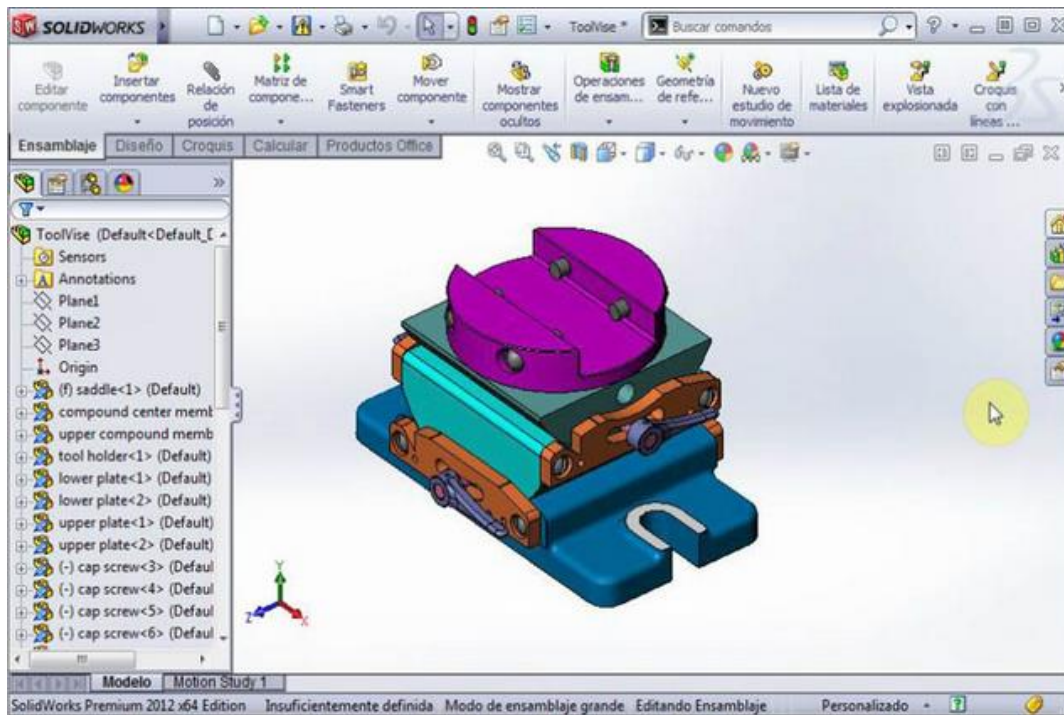 SOLIDWORKS
ToolVise *
Buscar comandos
Editar componente
Insertar componentes
Relación de posición
Matriz de compone...
Smart Fasteners
Mover componente
Mostrar componentes ocultos
Operaciones de ensam...
Geometría de refe...
Nuevo estudio de movimiento
Lista de materiales
Vista explosionada
Croquis con líneas ...
Ensamblaje
Diseño
Croquis
Calcular
Productos Office
ToolVise (Default<Default_D
Sensors
Annotations
Plane1
Plane2
Plane3
Origin
(f) saddle<1> (Default)
compound center memb
upper compound memb
tool holder<1> (Default)
lower plate<1> (Default)
lower plate<2> (Default)
upper plate<1> (Default)
upper plate<2> (Default)
(-) cap screw<3> (Defaul
(-) cap screw<4> (Defaul
(-) cap screw<5> (Defaul
(-) cap screw<6> (Defaul
Y
Z
X
Modelo
Motion Study 1
SolidWorks Premium 2012 x64 Edition
Insuficientemente definida
Modo de ensamblaje grande
Editando Ensamblaje
Personalizado